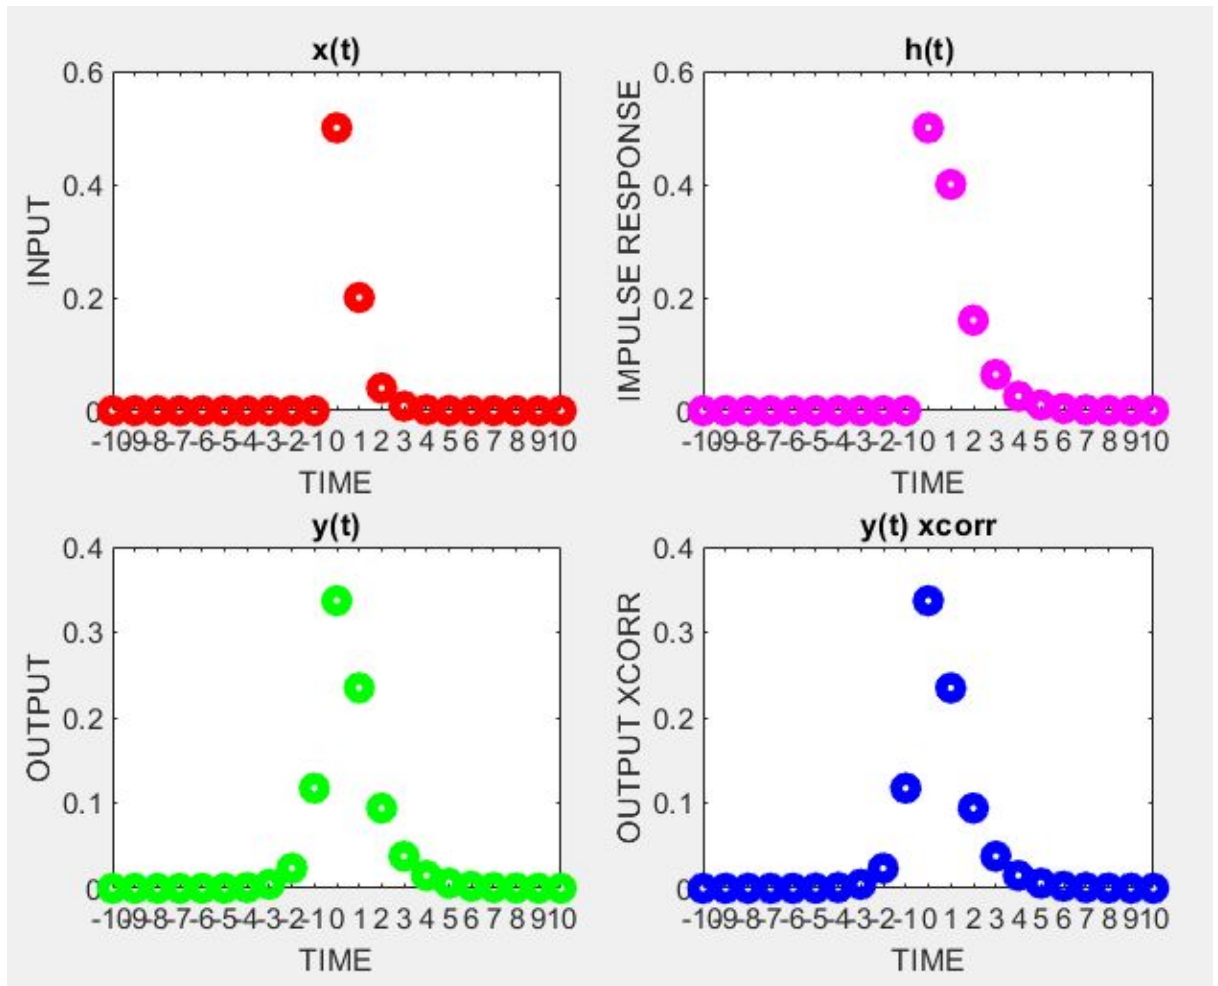 x(t)
0.6
0.4
0.2
0
INPUT
-10 -9 -8 -7 -6 -5 -4 -3 -2 -1 0 1 2 3 4 5 6 7 8 9 10
TIME
h(t)
0.6
0.4
0.2
0
IMPULSE RESPONSE
-10 -9 -8 -7 -6 -5 -4 -3 -2 -1 0 1 2 3 4 5 6 7 8 9 10
TIME
y(t)
0.4
0.3
0.2
0.1
0
OUTPUT
-10 -9 -8 -7 -6 -5 -4 -3 -2 -1 0 1 2 3 4 5 6 7 8 9 10
TIME
y(t) xcorr
0.4
0.3
0.2
0.1
0
OUTPUT XCORR
-10 -9 -8 -7 -6 -5 -4 -3 -2 -1 0 1 2 3 4 5 6 7 8 9 10
TIME